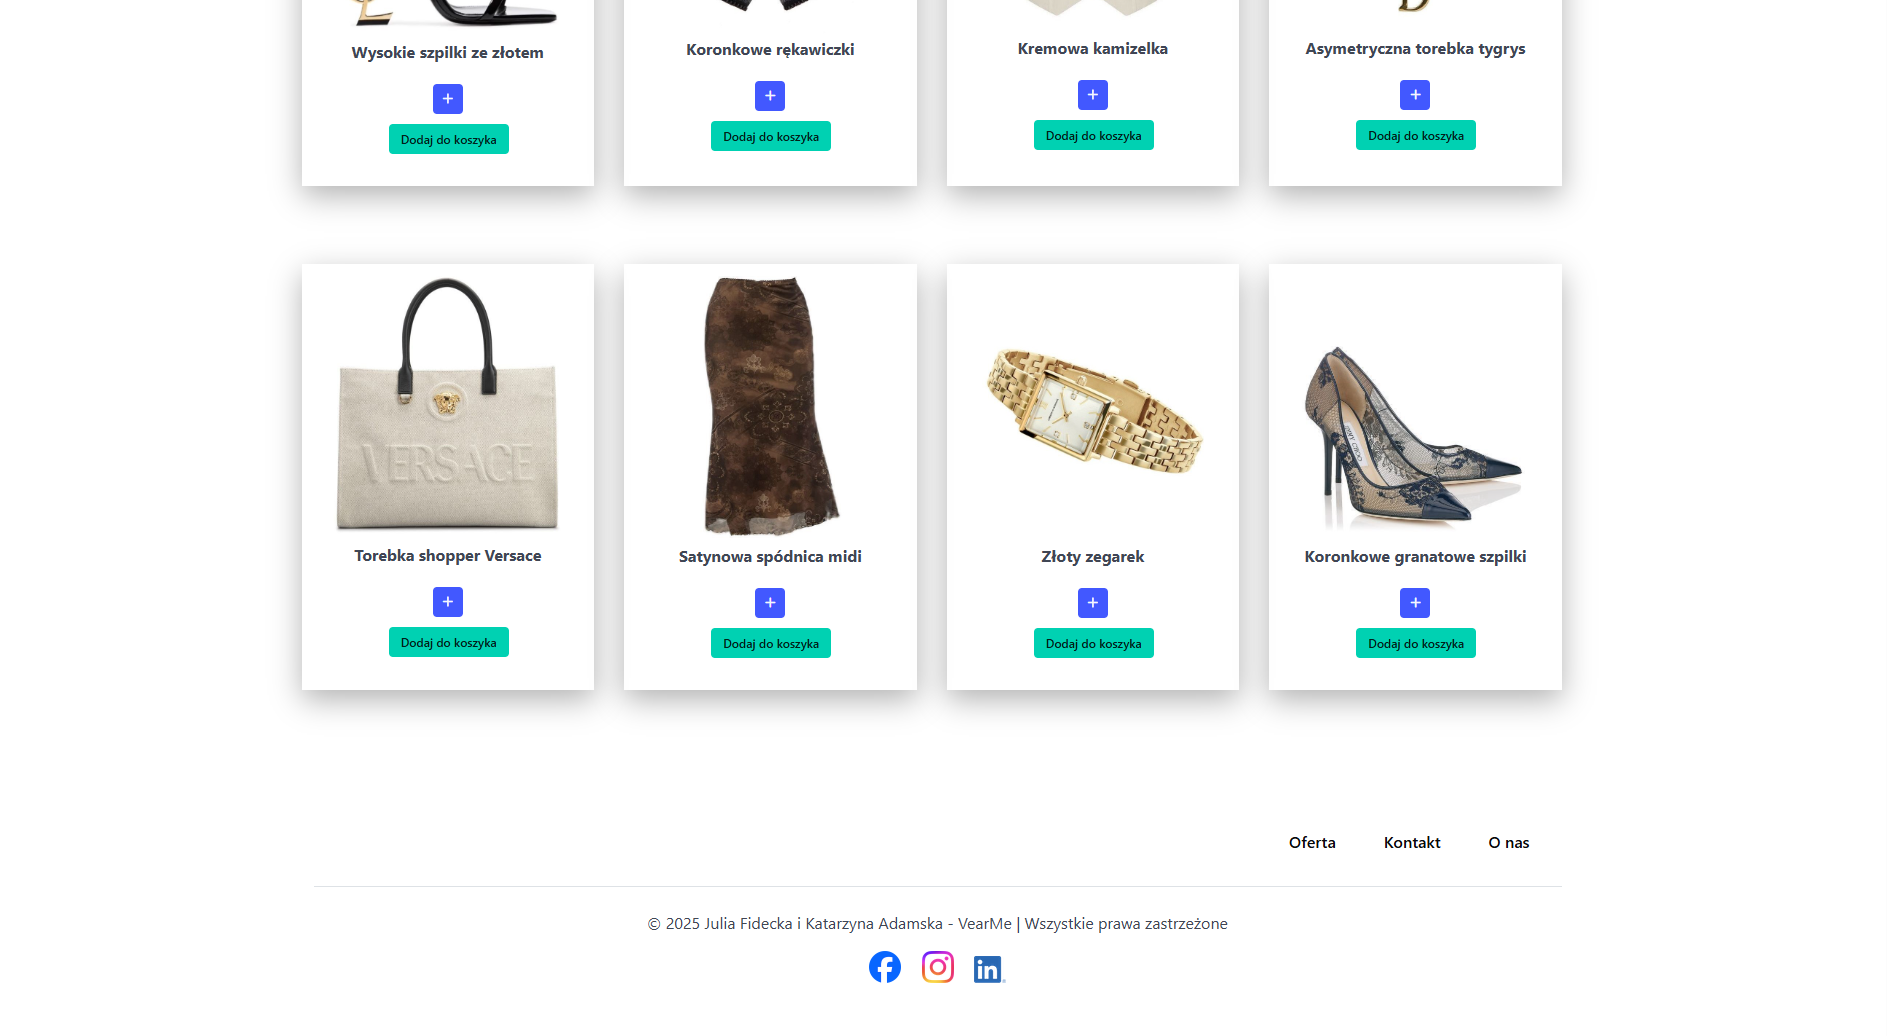 Wysokie szpilki ze złotem
Koronkowe rękawiczki
Kremowa kamizelka
Asymetryczna torebka tygrys
+
+
+
+
Dodaj do koszyka
Dodaj do koszyka
Dodaj do koszyka
Dodaj do koszyka
VERSACE
JIMMY CHOO
Torebka shopper Versace
Satynowa spódnica midi
Złoty zegarek
Koronkowe granatowe szpilki
+
+
+
+
Dodaj do koszyka
Dodaj do koszyka
Dodaj do koszyka
Dodaj do koszyka
Oferta
Kontakt
O nas
© 2025 Julia Fidecka i Katarzyna Adamska - VearMe | Wszystkie prawa zastrzeżone
in